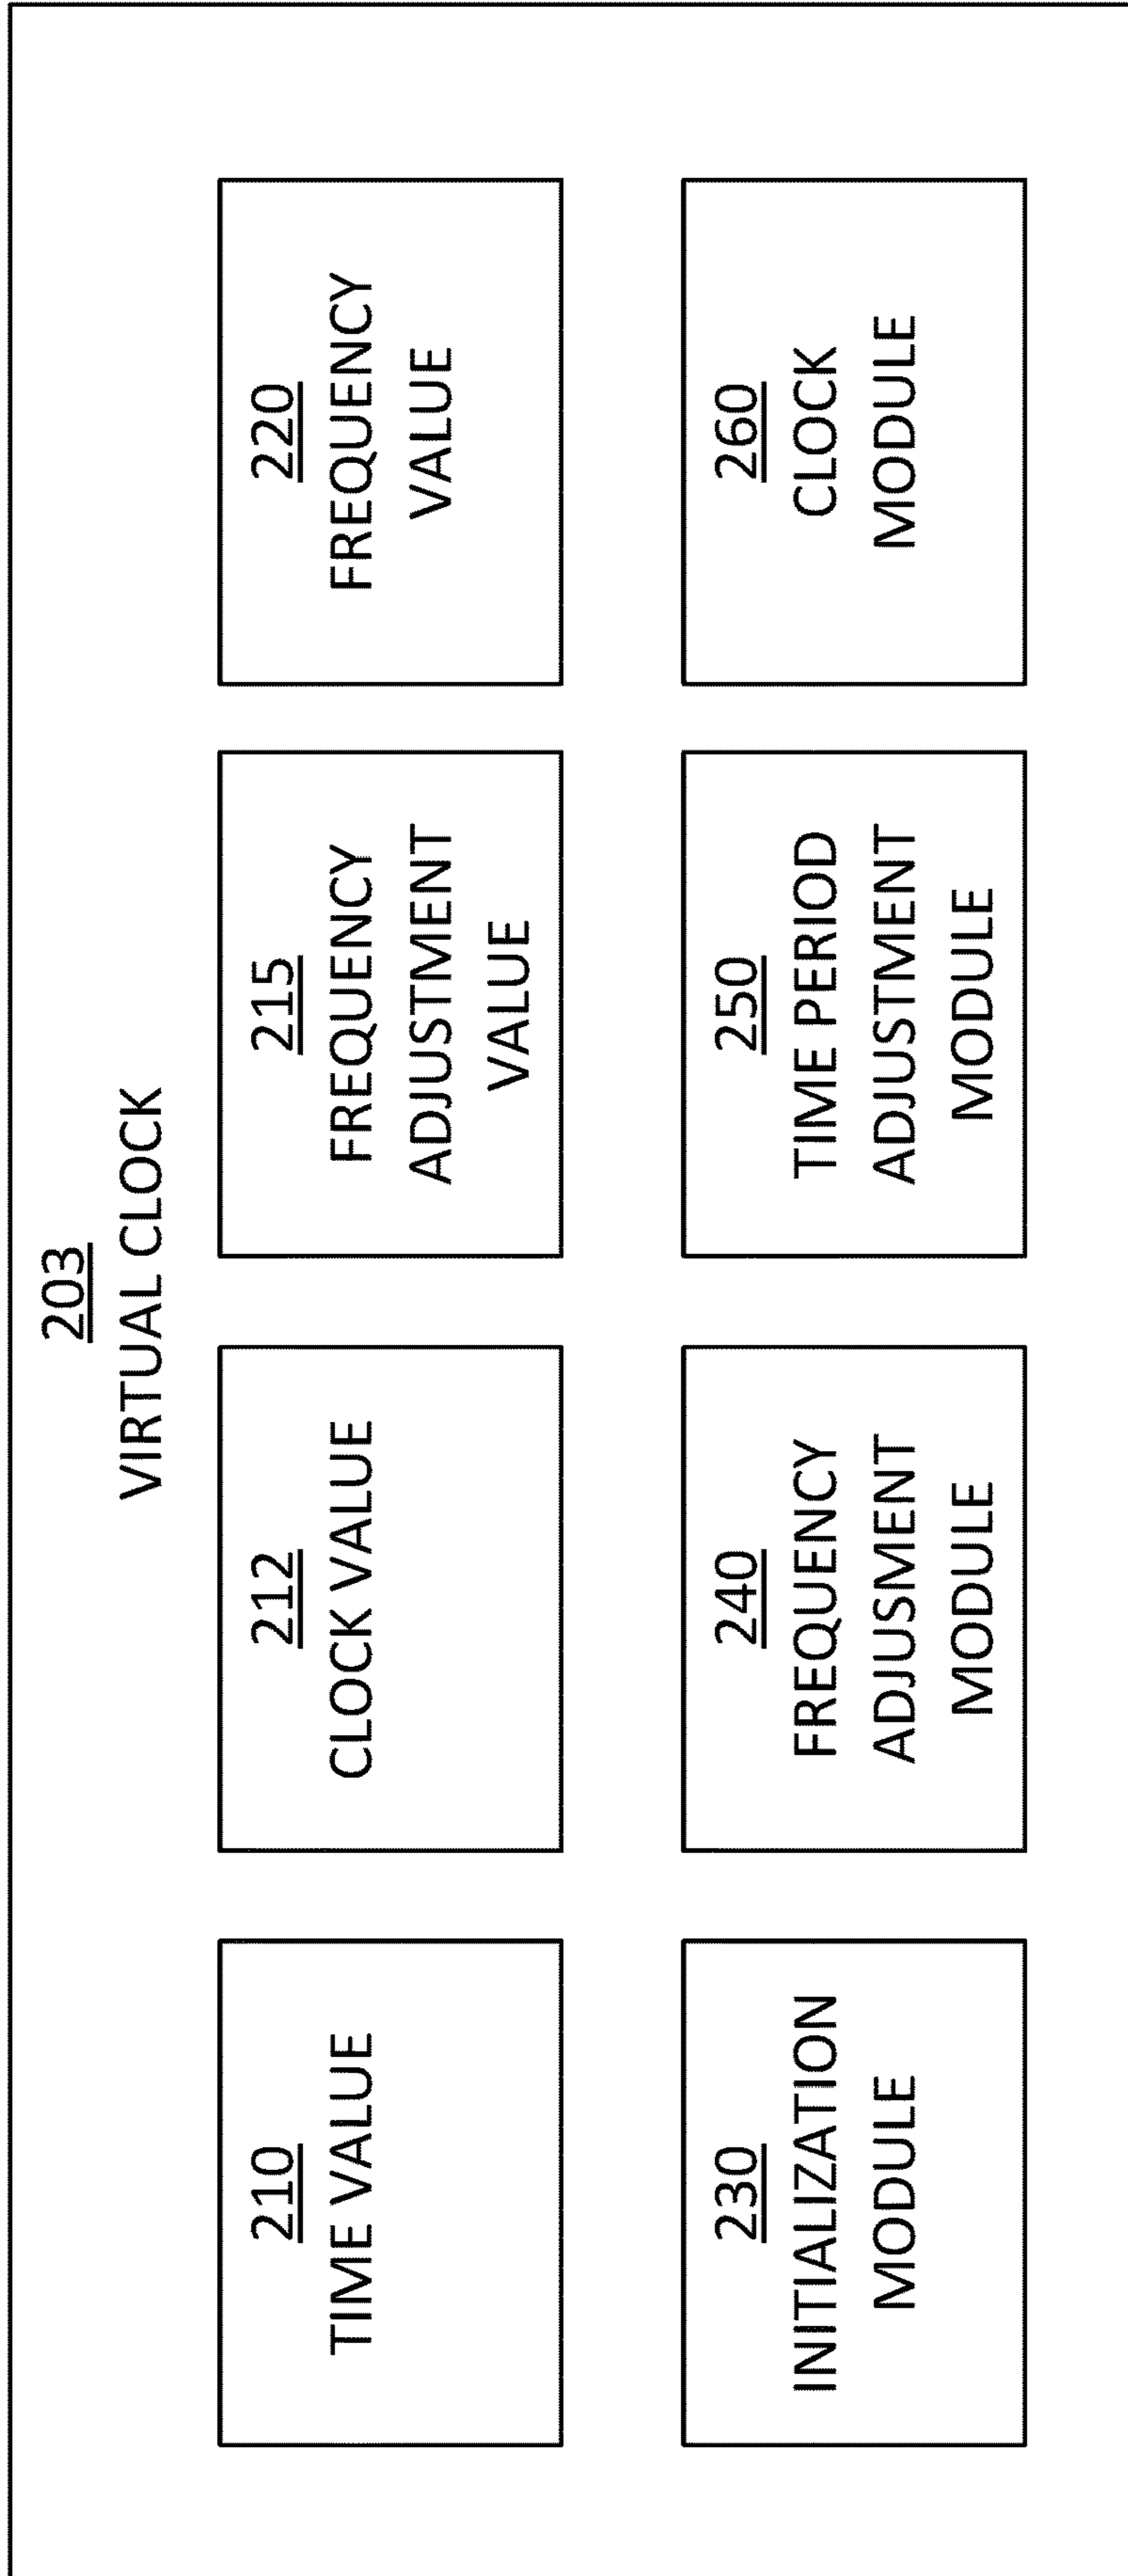 203
VIRTUAL CLOCK
210
TIME VALUE
212
CLOCK VALUE
215
FREQUENCY
ADJUSTMENT
VALUE
220
FREQUENCY
VALUE
230
INITIALIZATION
MODULE
240
FREQUENCY
ADJUSMENT
MODULE
250
TIME PERIOD
ADJUSTMENT
MODULE
260
CLOCK
MODULE